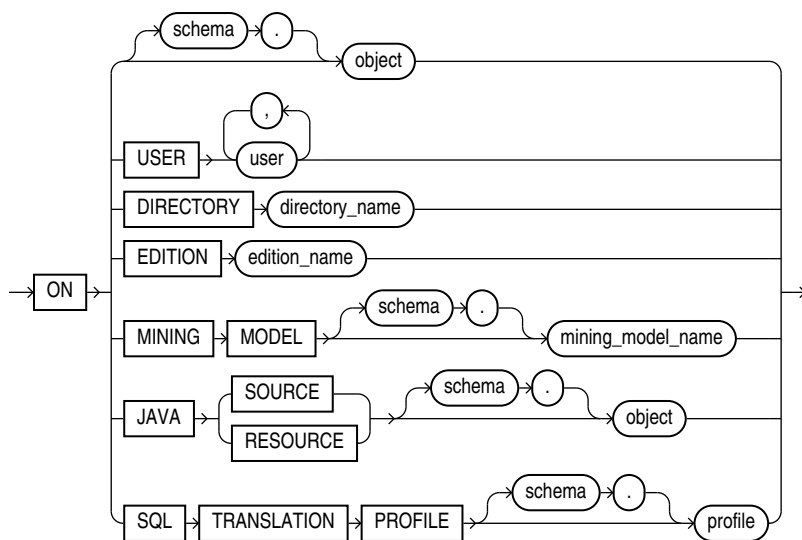 schema .
object
,
USER user
DIRECTORY directory_name
EDITION edition_name
ON
schema .
MINING MODEL mining_model_name
SOURCE schema .
JAVA object
RESOURCE
schema .
SQL TRANSLATION PROFILE profile